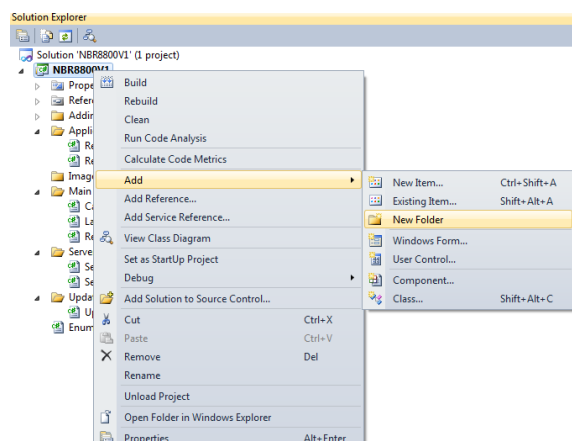 Solution Explorer
Solution 'NBR8800V1' (1 project)
NBR8800V1
Build
Rebuild
Clean
Run Code Analysis
Calculate Code Metrics
Add
Add Reference...
Add Service Reference...
View Class Diagram
Set as StartUp Project
Debug
Add Solution to Source Control...
Cut Ctrl+X
Paste Ctrl+V
Remove Del
Rename
Unload Project
Open Folder in Windows Explorer
Properties Alt+Enter
New Item... Ctrl+Shift+A
Existing Item... Shift+Alt+A
New Folder
Windows Form...
User Control...
Component...
Class... Shift+Alt+C
Prope
Refere
Addin
Appli
Re
Re
Imag
Main
Ca
La
Re
Serve
Se
Se
Updat
Up
Enum